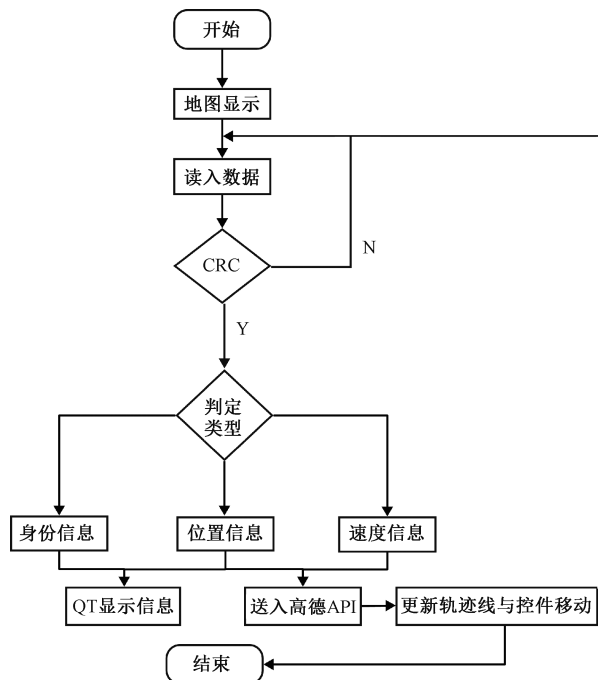 开始
地图显示
读入数据
CRC
N
Y
判定
类型
身份信息
位置信息
速度信息
QT显示信息
送入高德API
更新轨迹线与控件移动
结束